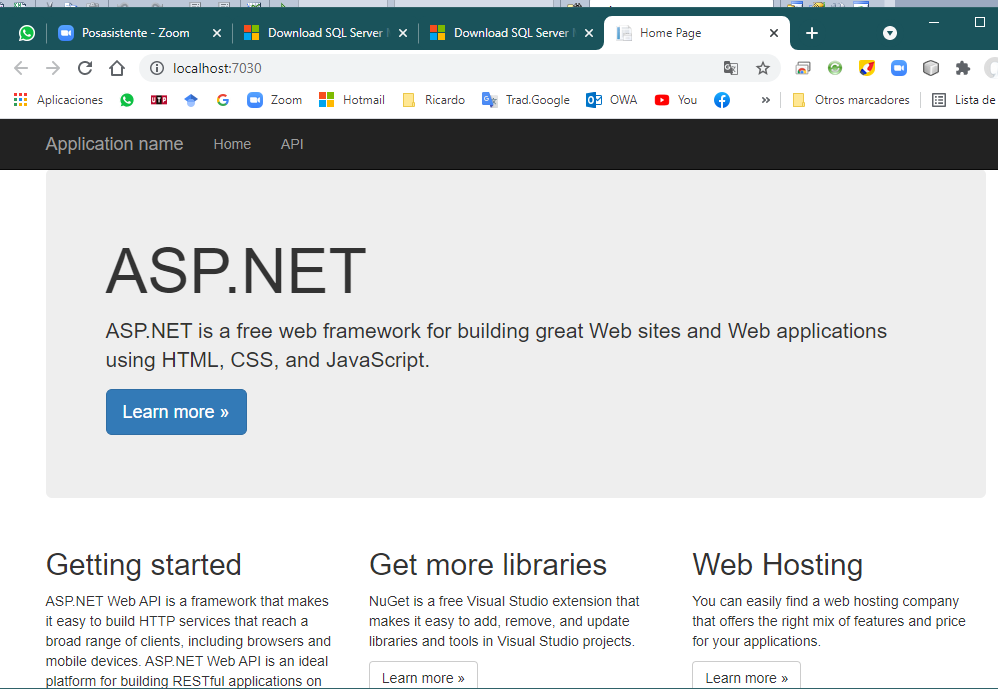 Posasistente - Zoom
Download SQL Server
Download SQL Server
Home Page
localhost:7030
Aplicaciones
UTP
Zoom
Hotmail
Ricardo
Trad.Google
OWA
You
»
Otros marcadores
Lista de
Application name
Home
API
ASP.NET
ASP.NET is a free web framework for building great Web sites and Web applications
using HTML, CSS, and JavaScript.
Learn more »
Getting started
ASP.NET Web API is a framework that makes
it easy to build HTTP services that reach a
broad range of clients, including browsers and
mobile devices. ASP.NET Web API is an ideal
platform for building RESTful applications on
Get more libraries
NuGet is a free Visual Studio extension that
makes it easy to add, remove, and update
libraries and tools in Visual Studio projects.
Learn more »
Web Hosting
You can easily find a web hosting company
that offers the right mix of features and price
for your applications.
Learn more »